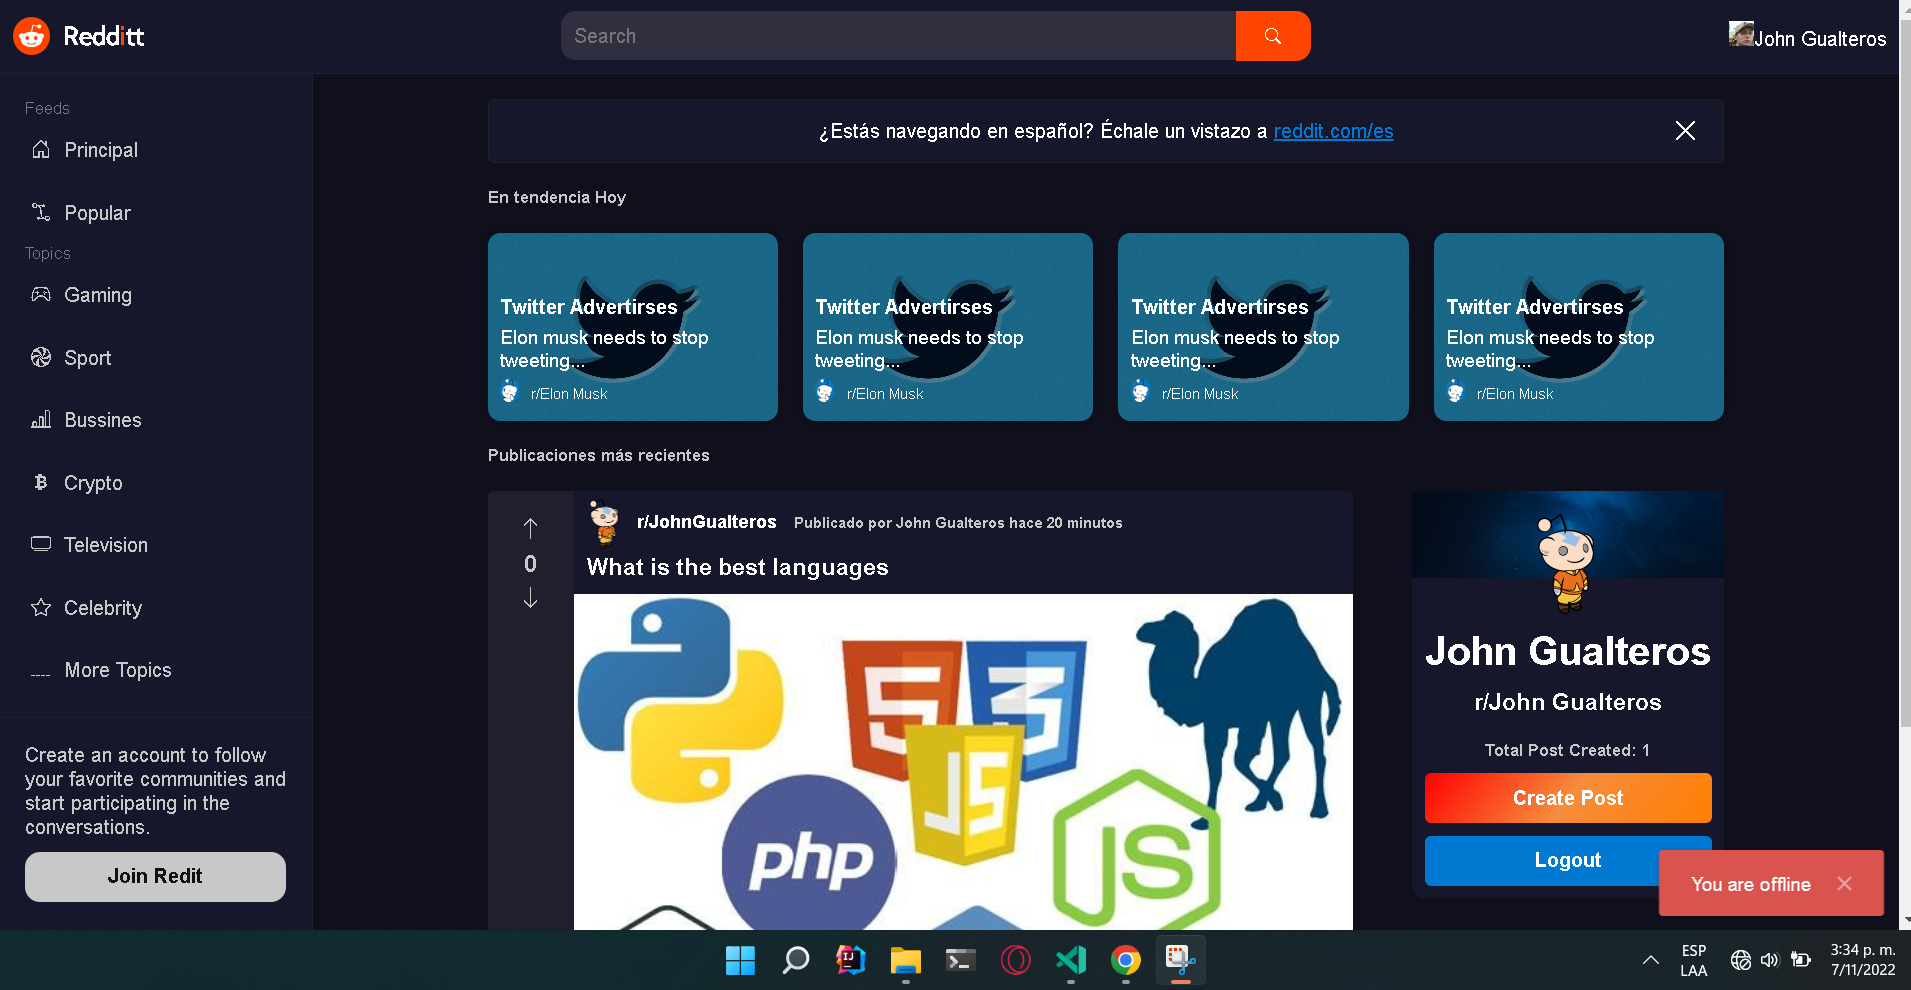 Redditt
Search
John Gualteros
Feeds
Principal
Popular
Topics
Gaming
Sport
Bussines
Crypto
Television
Celebrity
More Topics
Create an account to follow
your favorite communities and
start participating in the
conversations.
Join Redit
¿Estás navegando en español? Échale un vistazo a reddit.com/es
En tendencia Hoy
Twitter Advertirses
Elon musk needs to stop
tweeting...
r/Elon Musk
Twitter Advertirses
Elon musk needs to stop
tweeting...
r/Elon Musk
Twitter Advertirses
Elon musk needs to stop
tweeting...
r/Elon Musk
Twitter Advertirses
Elon musk needs to stop
tweeting...
r/Elon Musk
Publicaciones más recientes
0
r/JohnGualteros Publicado por John Gualteros hace 20 minutos
What is the best languages
5
3
JS
php
JS
John Gualteros
r/John Gualteros
Total Post Created: 1
Create Post
Logout
You are offline
IJ
ESP
LAA
3:34 p. m.
7/11/2022